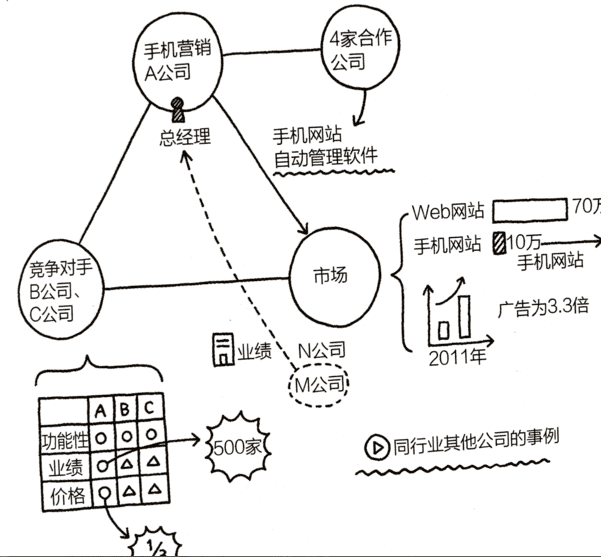 手机营销
A公司
4家合作
公司
总经理
手机网站
自动管理软件
Web网站
70万
手机网站
10万
手机网站
竞争对手
B公司、
C公司
市场
广告为3.3倍
2011年
业绩
N公司
M公司
A B C
功能性 ○ ○ ○
业绩 ○ △ △
价格 ○ △ △
500家
同行业其他公司的事例
1/3